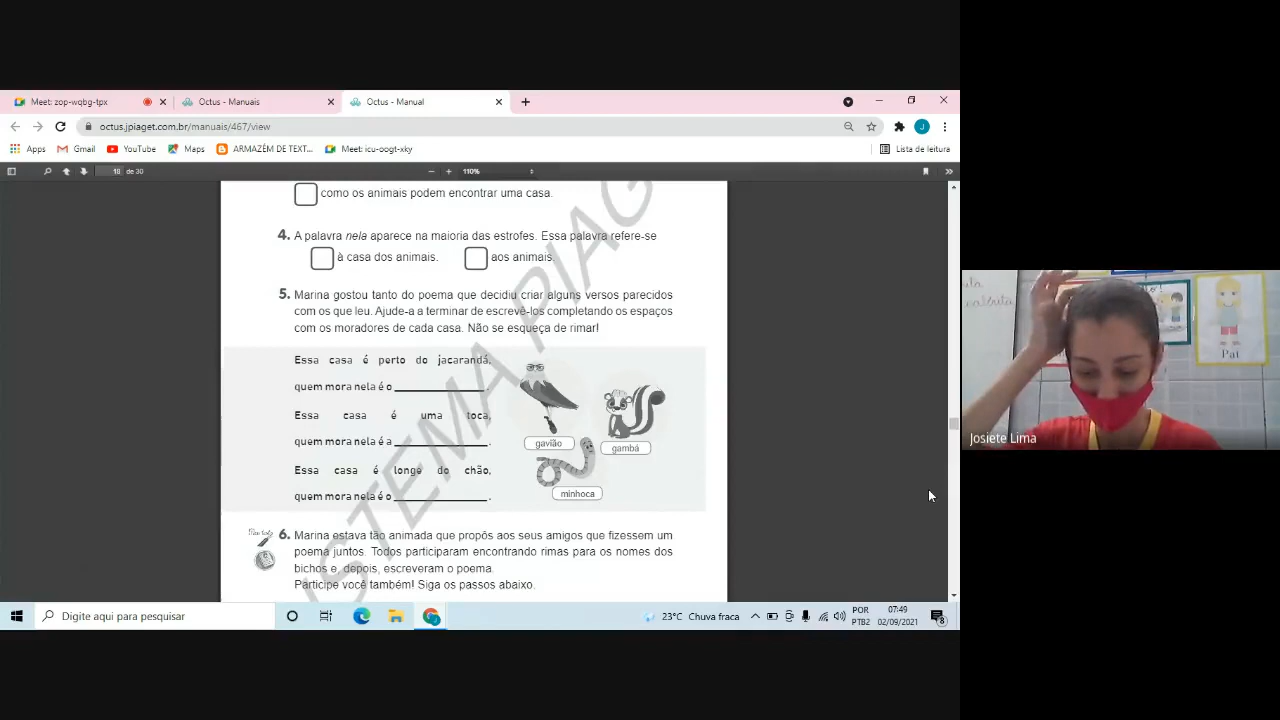 Meet: zop-wqbg-tpx
Octus - Manuais
Octus - Manual
octus.jpiaget.com.br/manuais/467/view
Apps Gmail YouTube Maps ARMAZÉM DE TEXT... Meet: icu-oogt-xky Lista de leitura
18 de 30 110%
como os animais podem encontrar uma casa.
4. A palavra nela aparece na maioria das estrofes. Essa palavra refere-se
à casa dos animais. aos animais.
5. Marina gostou tanto do poema que decidiu criar alguns versos parecidos
com os que leu. Ajude-a a terminar de escrevê-los completando os espaços
com os moradores de cada casa. Não se esqueça de rimar!
Essa casa é perto do jacarandá,
quem mora nela é o ______________.
Essa casa é uma toca,
quem mora nela é a ______________.
Essa casa é longe do chão,
quem mora nela é o ______________.
gavião
gambá
minhoca
6. Marina estava tão animada que propôs aos seus amigos que fizessem um
poema juntos. Todos participaram encontrando rimas para os nomes dos
bichos e, depois, escreveram o poema.
Participe você também! Siga os passos abaixo.
STEMA PIAG
Digite aqui para pesquisar
23°C Chuva fraca
POR
PTB2
07:49
02/09/2021
8
Pat
Josiete Lima